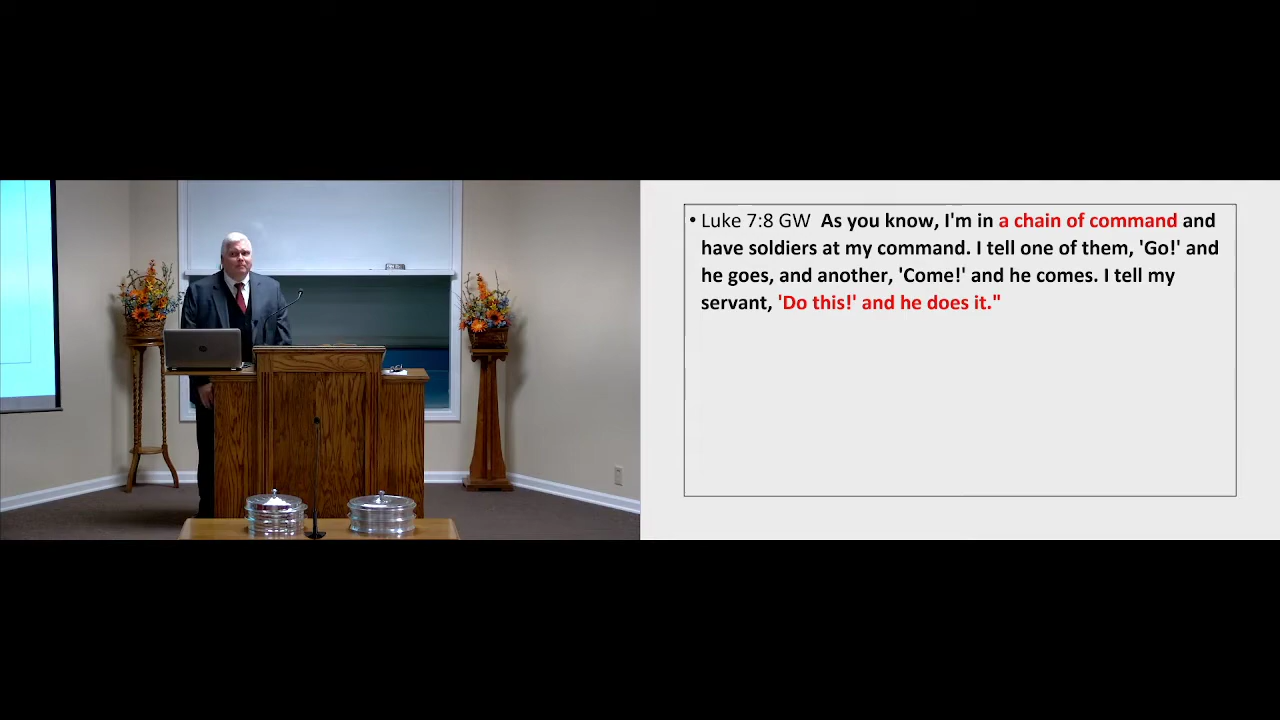 • Luke 7:8 GW  As you know, I'm in a chain of command and
have soldiers at my command. I tell one of them, 'Go!' and
he goes, and another, 'Come!' and he comes. I tell my
servant, 'Do this!' and he does it."